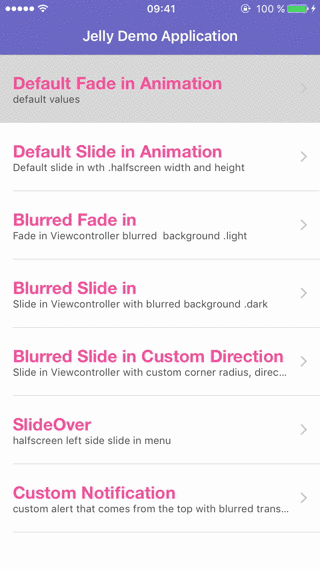 09:41
100 %
Jelly Demo Application
Default Fade in Animation
default values
Default Slide in Animation
Default slide in wth .halfscreen width and height
Blurred Fade in
Fade in Viewcontroller blurred  background .light
Blurred Slide in
Slide in Viewcontroller with blurred background .dark
Blurred Slide in Custom Direction
Slide in Viewcontroller with custom corner radius, direc...
SlideOver
halfscreen left side slide in menu
Custom Notification
custom alert that comes from the top with blurred trans...